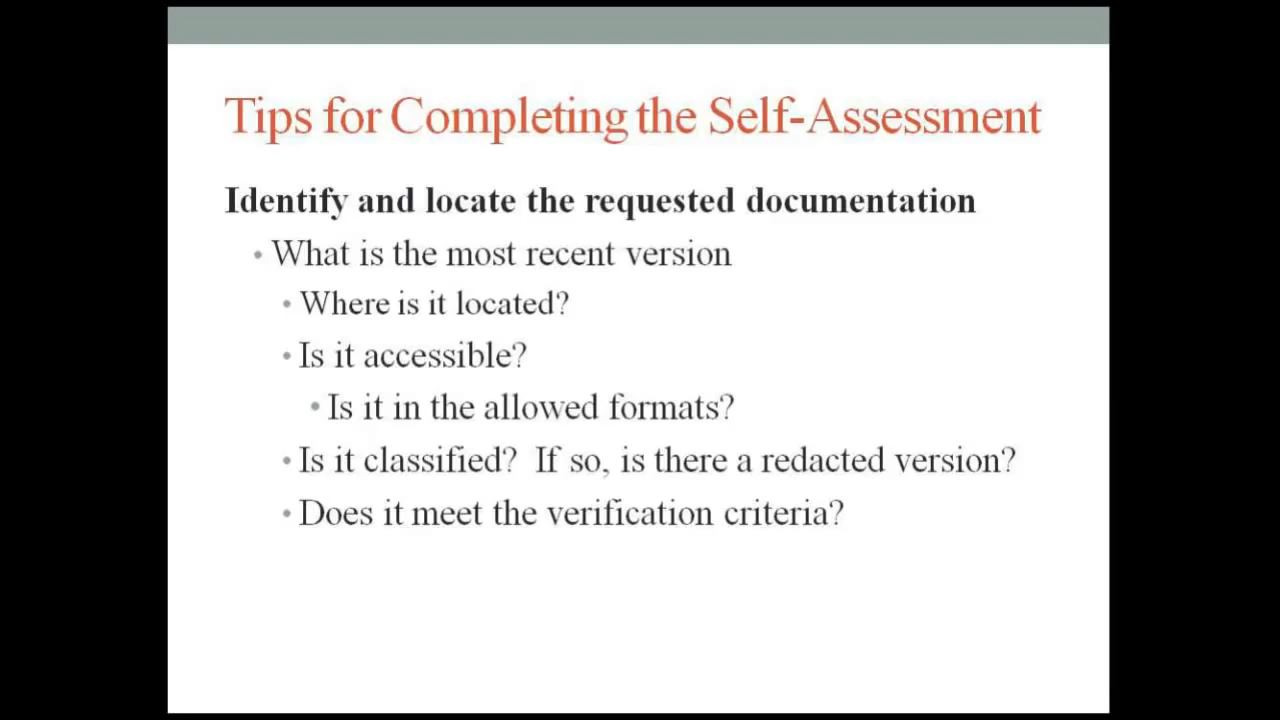 Tips for Completing the Self-Assessment
Identify and locate the requested documentation
• What is the most recent version
• Where is it located?
• Is it accessible?
• Is it in the allowed formats?
• Is it classified?  If so, is there a redacted version?
• Does it meet the verification criteria?